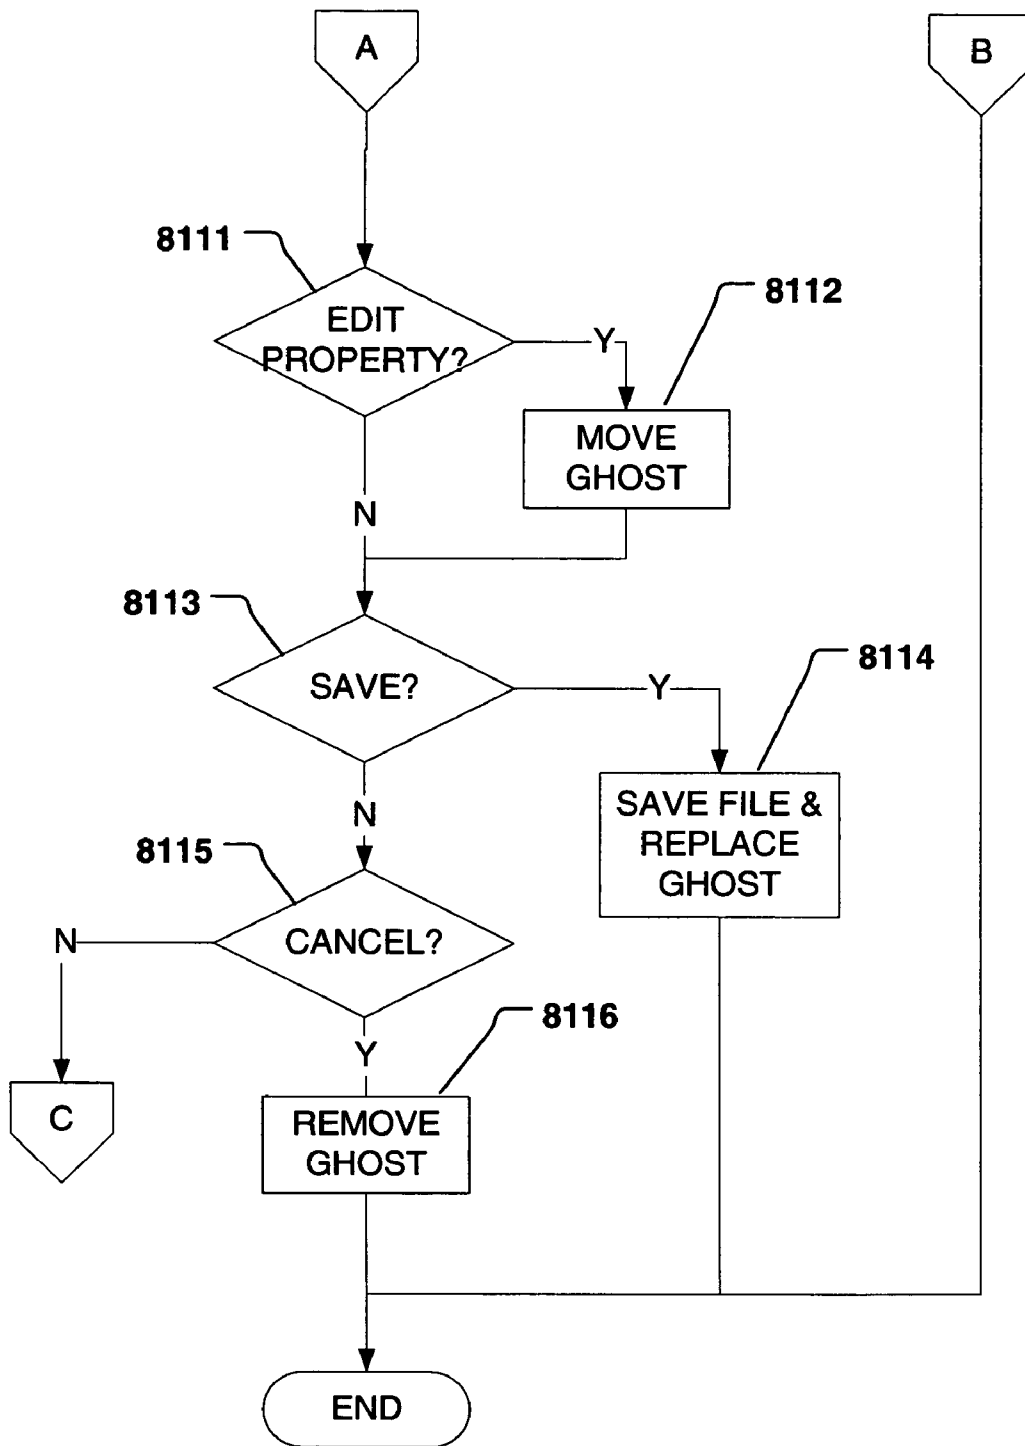 A
B
8111
EDIT
PROPERTY?
Y
8112
MOVE
GHOST
N
8113
SAVE?
Y
8114
SAVE FILE &
REPLACE
GHOST
N
8115
CANCEL?
N
C
Y
8116
REMOVE
GHOST
END